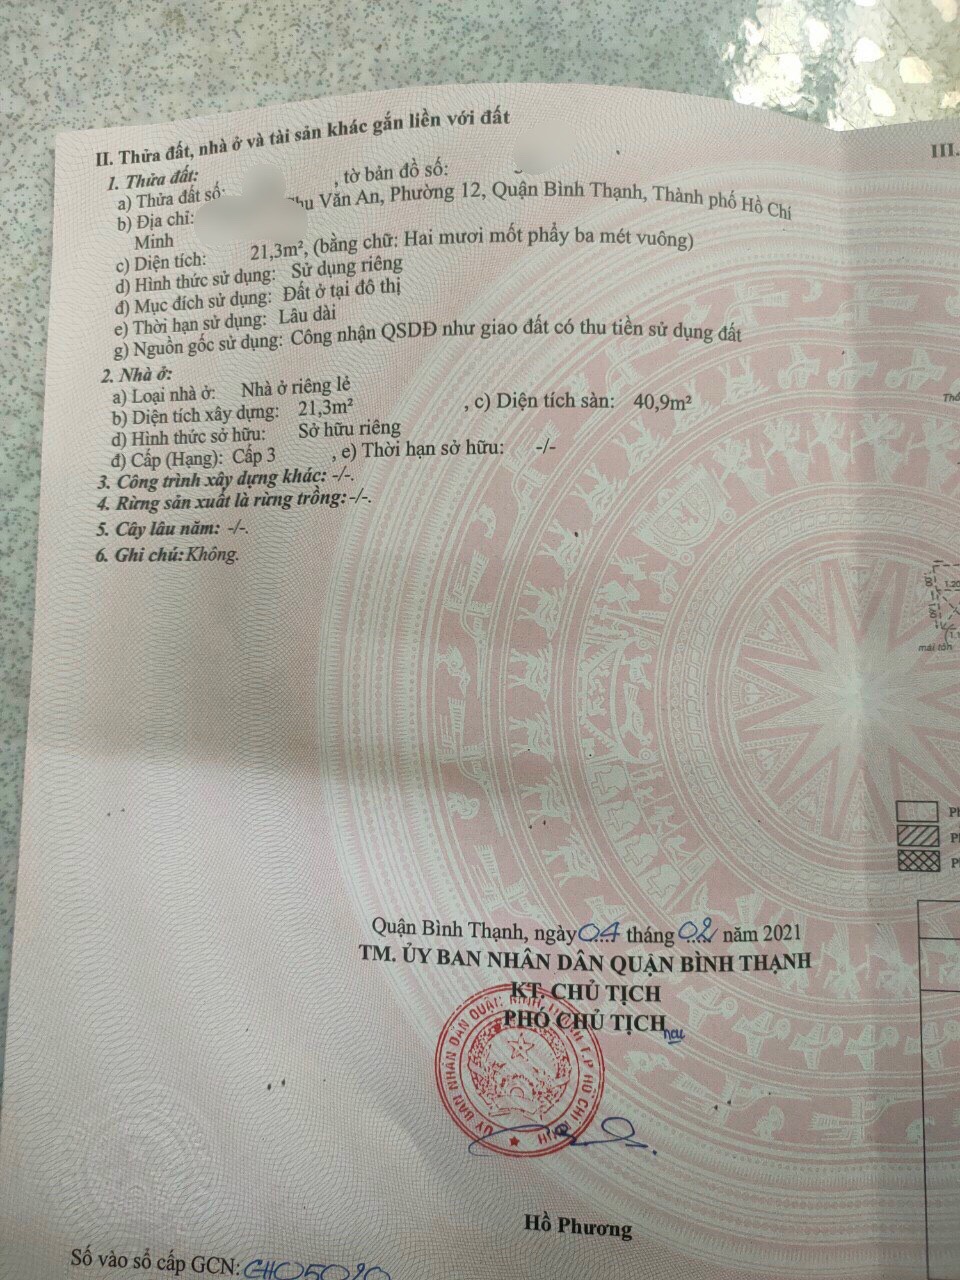 II. Thửa đất, nhà ở và tài sản khác gắn liền với đất
1. Thửa đất:
a) Thửa đất số: , tờ bản đồ số:
b) Địa chỉ: Chu Văn An, Phường 12, Quận Bình Thạnh, Thành phố Hồ Chí
Minh
c) Diện tích: 21,3m², (bằng chữ: Hai mươi mốt phẩy ba mét vuông)
d) Hình thức sử dụng: Sử dụng riêng
đ) Mục đích sử dụng: Đất ở tại đô thị
e) Thời hạn sử dụng: Lâu dài
g) Nguồn gốc sử dụng: Công nhận QSDĐ như giao đất có thu tiền sử dụng đất
2. Nhà ở:
a) Loại nhà ở: Nhà ở riêng lẻ
b) Diện tích xây dựng: 21,3m² , c) Diện tích sàn: 40,9m²
d) Hình thức sở hữu: Sở hữu riêng
đ) Cấp (Hạng): Cấp 3 , e) Thời hạn sở hữu: -/-
3. Công trình xây dựng khác: -/-.
4. Rừng sản xuất là rừng trồng: -/-.
5. Cây lâu năm: -/-.
6. Ghi chú: Không.
III.
mái tôn
Quận Bình Thạnh, ngày 04 tháng 02 năm 2021
TM. ỦY BAN NHÂN DÂN QUẬN BÌNH THẠNH
KT. CHỦ TỊCH
PHÓ CHỦ TỊCH
ỦY BAN NHÂN DÂN QUẬN BÌNH THẠNH T.P HỒ CHÍ MINH
Hồ Phương
Số vào sổ cấp GCN: CH05020